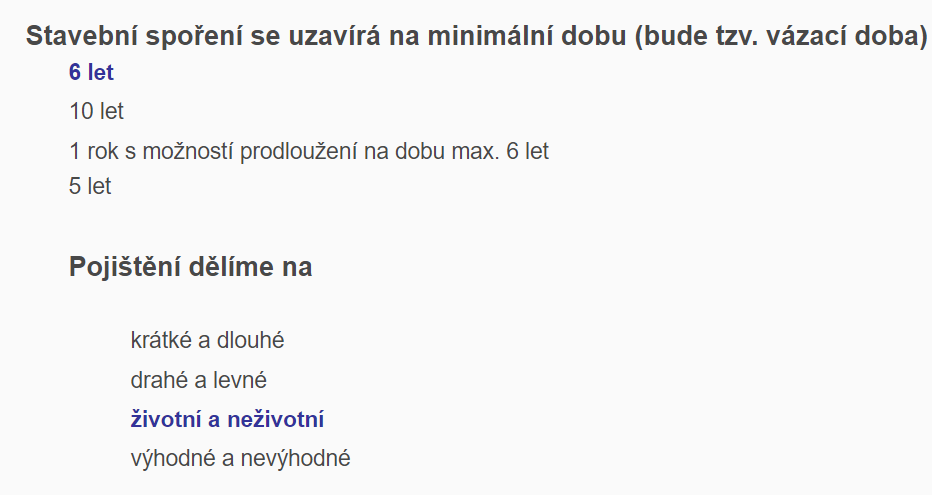 Stavební spoření se uzavírá na minimální dobu (bude tzv. vázací doba)
6 let
10 let
1 rok s možností prodloužení na dobu max. 6 let
5 let
Pojištění dělíme na
krátké a dlouhé
drahé a levné
životní a neživotní
výhodné a nevýhodné